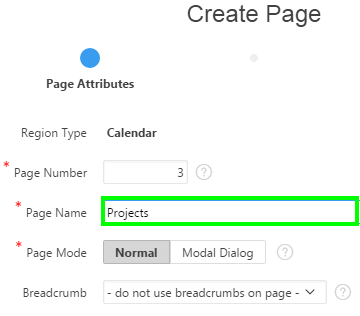 Create Page
Page Attributes
Region Type Calendar
* Page Number 3 ?
* Page Name Projects
* Page Mode Normal Modal Dialog ?
Breadcrumb - do not use breadcrumbs on page - ?